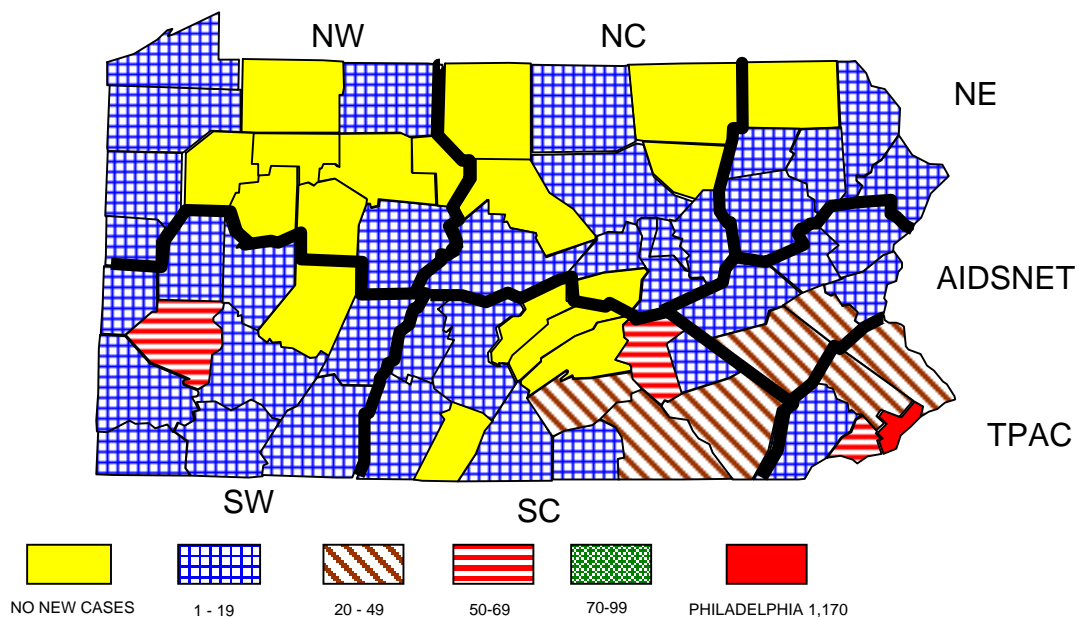 NW
NC
NE
AIDSNET
TPAC
SW
SC
NO NEW CASES
1 - 19
20 - 49
50-69
70-99
PHILADELPHIA 1,170